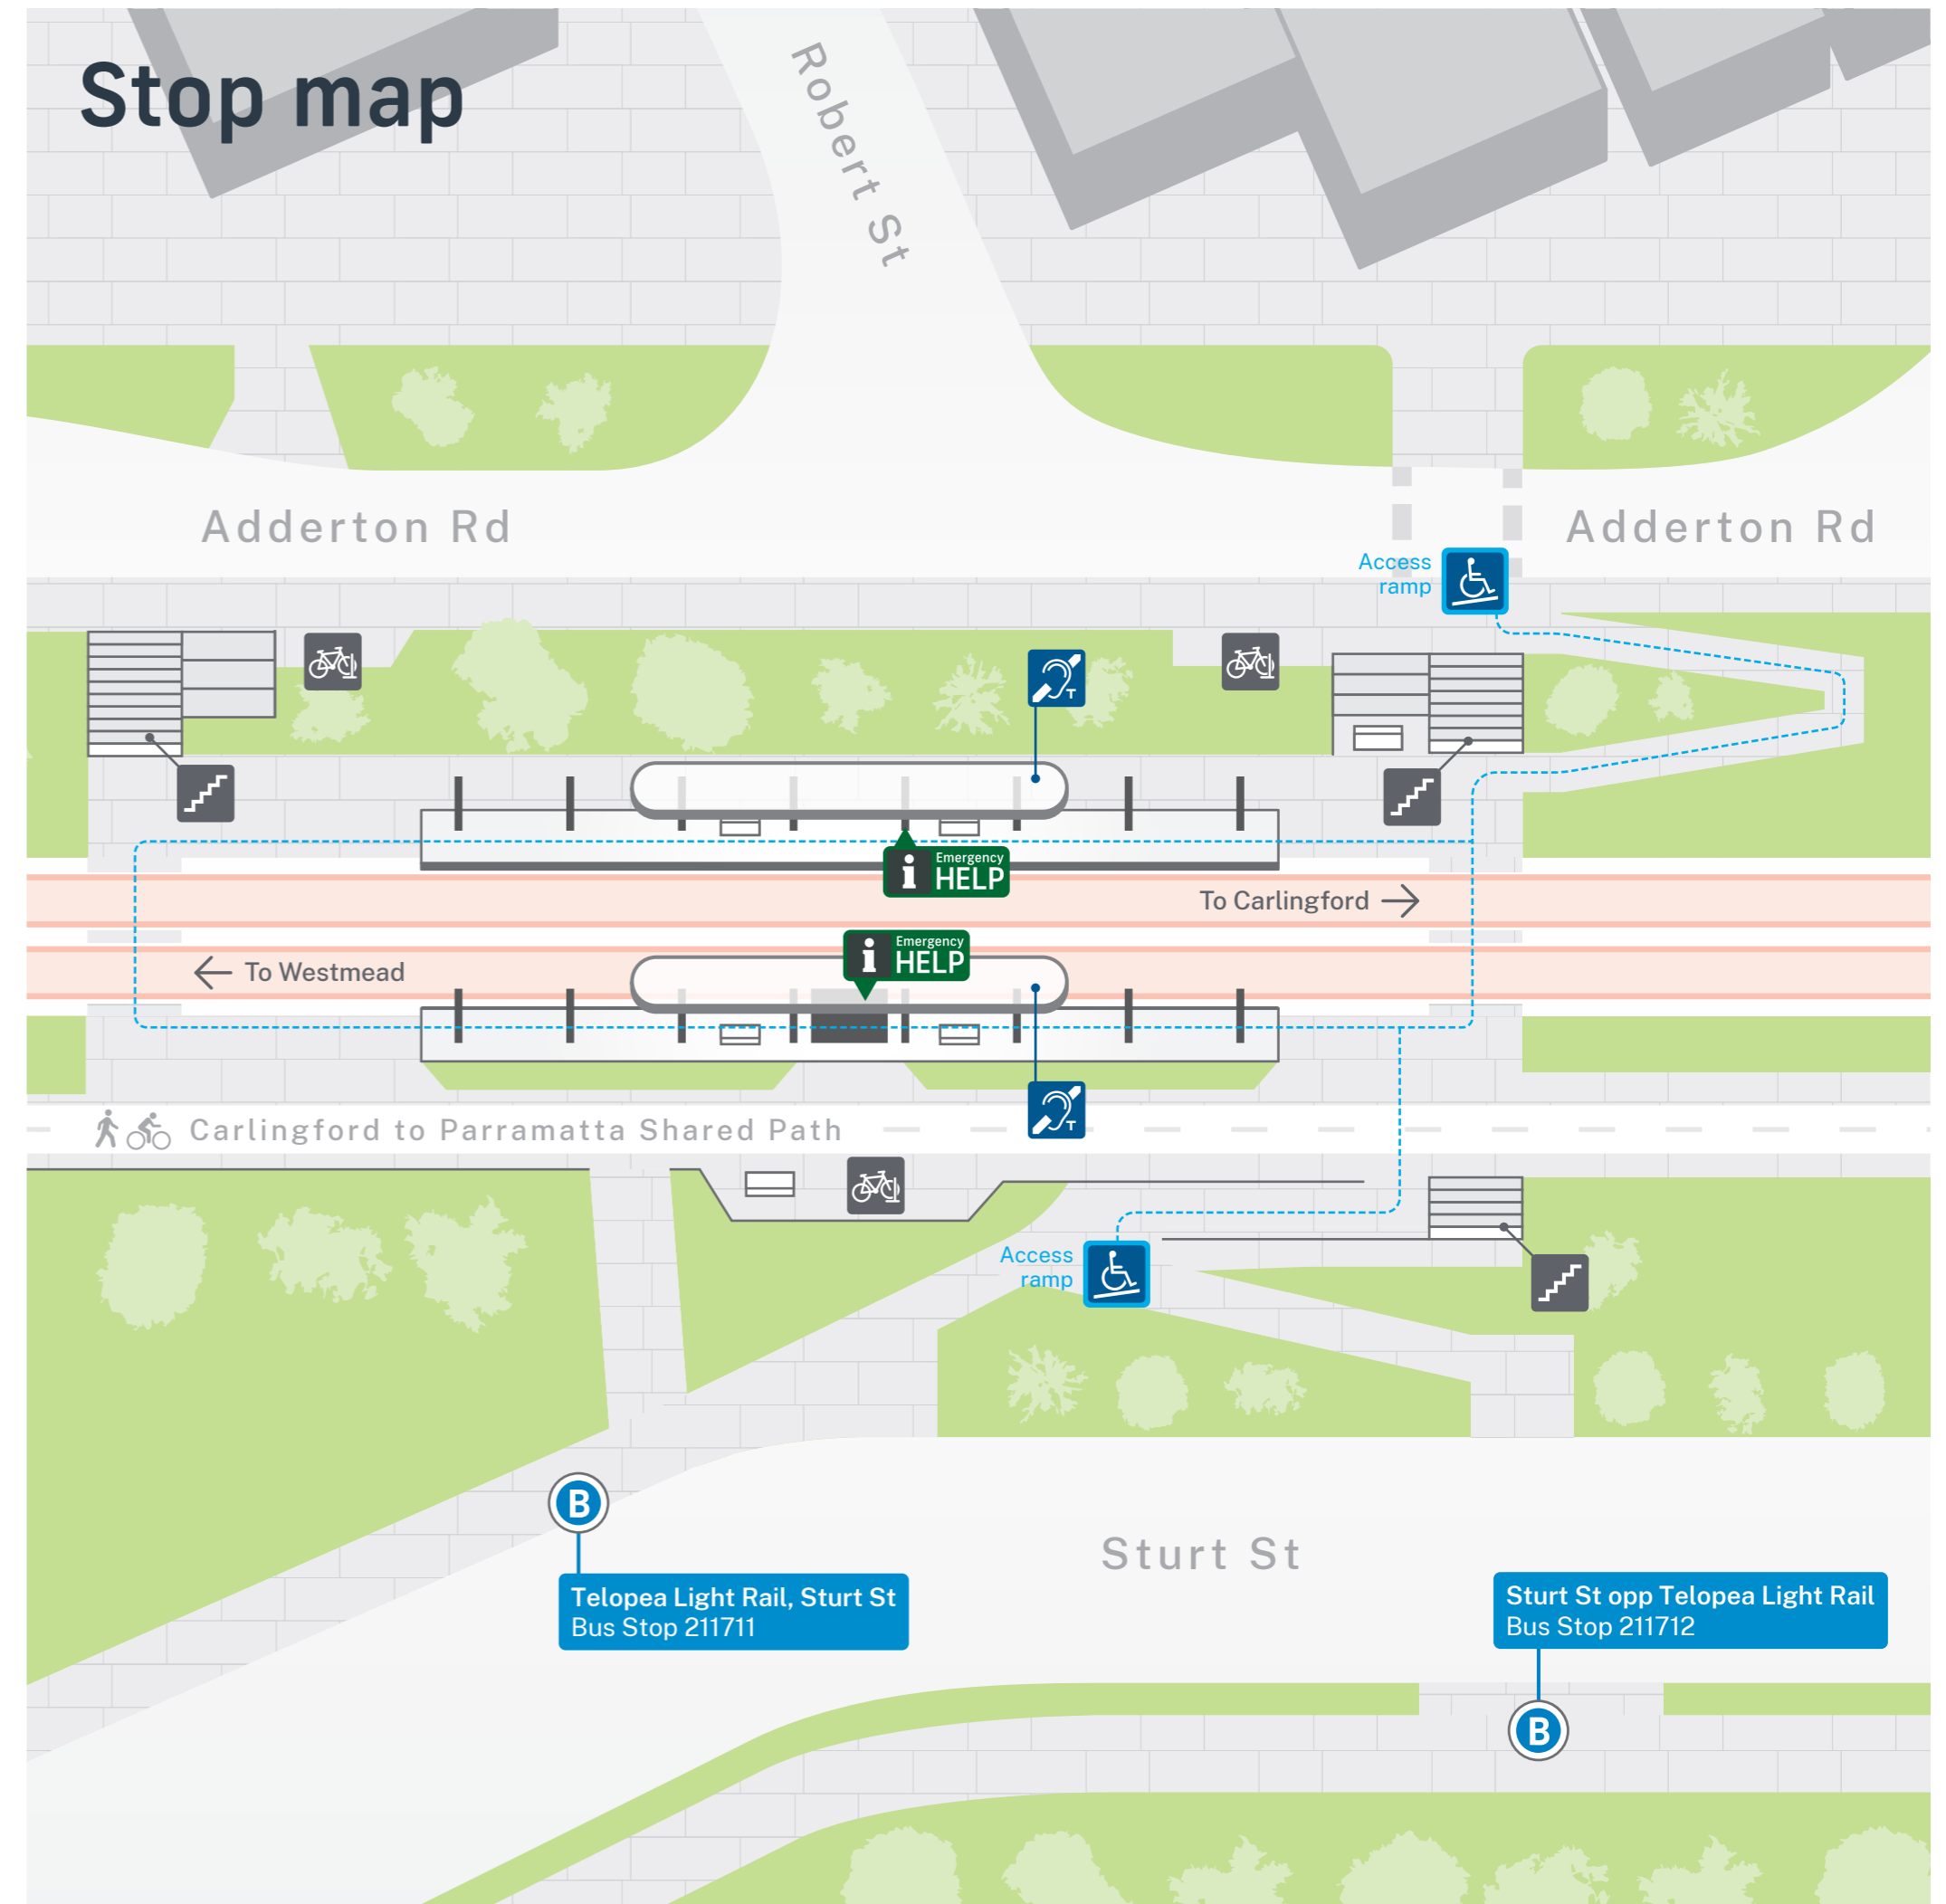 Stop map
Robert St
Adderton Rd
Adderton Rd
Access
ramp
T
i
Emergency
HELP
To Carlingford
i
Emergency
HELP
To Westmead
T
Carlingford to Parramatta Shared Path
Access
ramp
B
Sturt St
Telopea Light Rail, Sturt St
Bus Stop 211711
Sturt St opp Telopea Light Rail
Bus Stop 211712
B